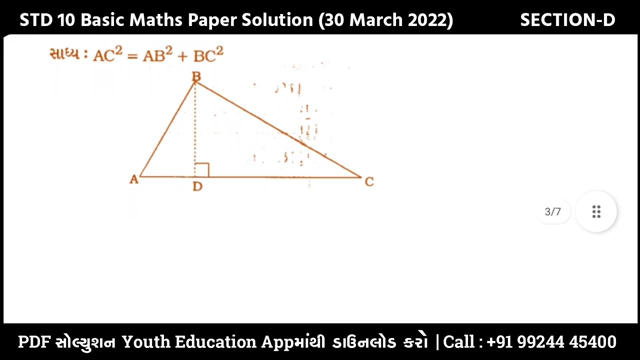 STD 10 Basic Maths Paper Solution (30 March 2022) SECTION-D
સાધ્ય : AC² = AB² + BC²
B
A
D
C
3/7
PDF સોલ્યુશન Youth Education Appમાંથી ડાઉનલોડ કરો | Call : +91 99244 45400